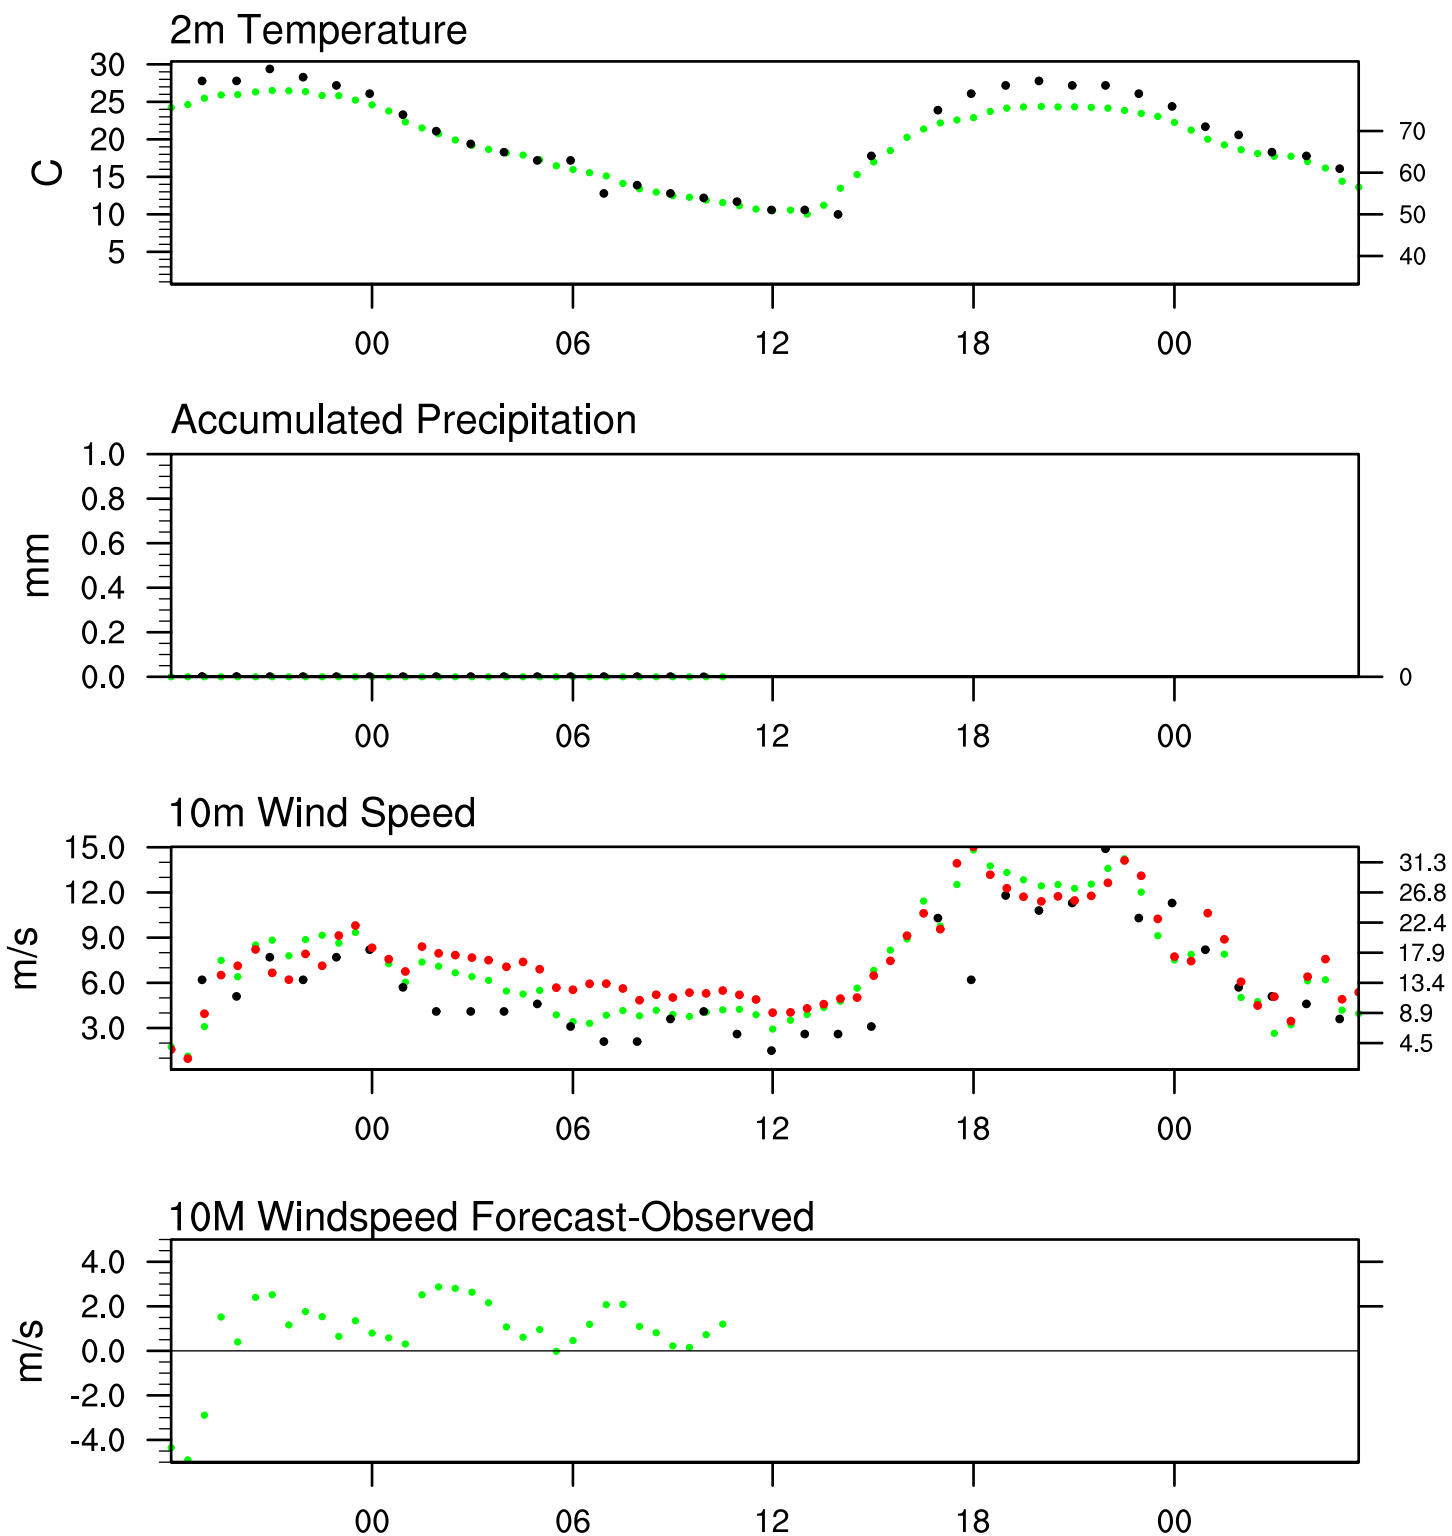 2m Temperature
30
25
20
15
10
5
C
70
60
50
40
00 06 12 18 00
Accumulated Precipitation
1.0
0.8
0.6
0.4
0.2
0.0
mm
0
00 06 12 18 00
10m Wind Speed
15.0
12.0
9.0
6.0
3.0
m/s
31.3
26.8
22.4
17.9
13.4
8.9
4.5
00 06 12 18 00
10M Windspeed Forecast-Observed
4.0
2.0
0.0
-2.0
-4.0
m/s
00 06 12 18 00